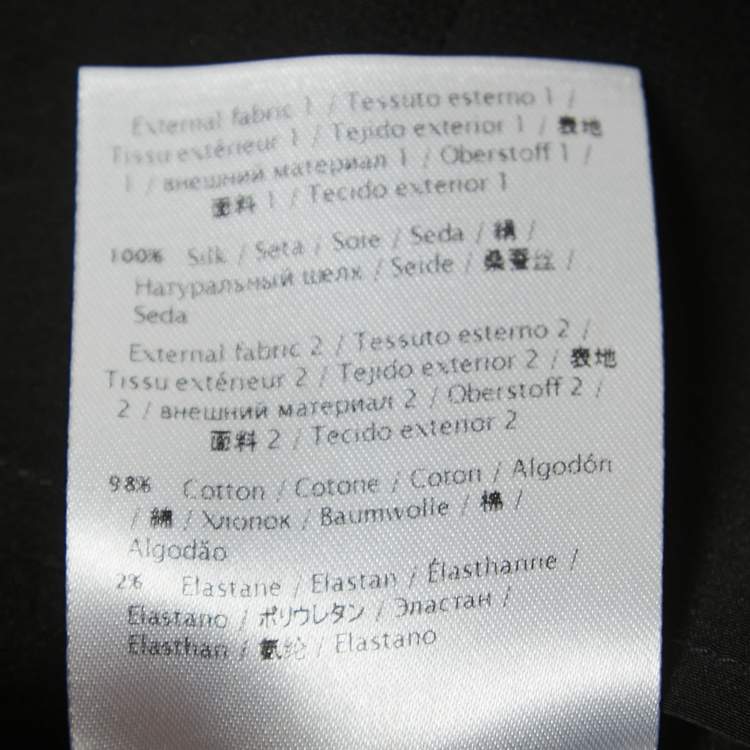 External fabric 1 / Tessuto esterno 1 /
Tissu extérieur 1 / Tejido exterior 1 / 表地
1 / внешний материал 1 / Oberstoff 1 /
面料 1 / Tecido exterior 1
100% Silk / Seta / Soie / Seda / 絹 /
Натуральный шелк / Seide / 桑蚕丝 /
Seda
External fabric 2 / Tessuto esterno 2 /
Tissu extérieur 2 / Tejido exterior 2 / 表地
2 / внешний материал 2 / Oberstoff 2 /
面料 2 / Tecido exterior 2
98% Cotton / Cotone / Coton / Algodón
/ 綿 / Хлопок / Baumwolle / 棉 /
Algodão
2% Elastane / Elastan / Élasthanne /
Elastano / ポリウレタン / Эластан /
Elasthan / 氨纶 / Elastano